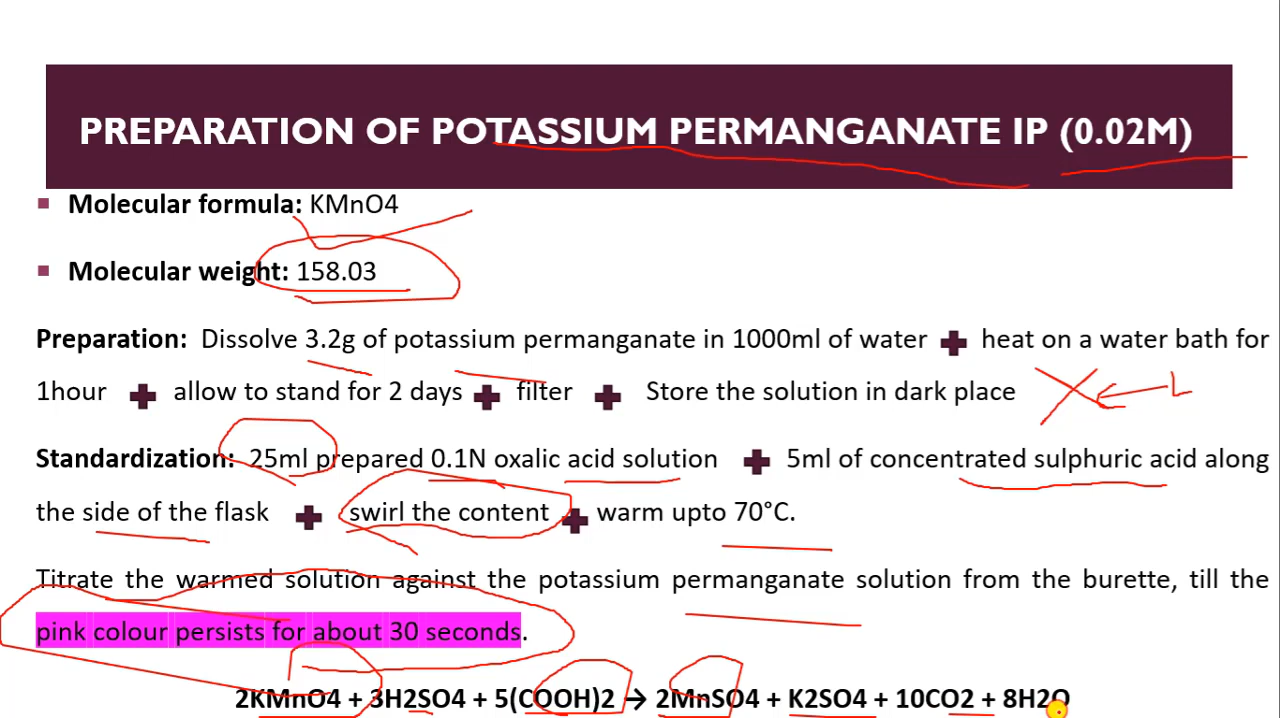 PREPARATION OF POTASSIUM PERMANGANATE IP (0.02M)
Molecular formula: KMnO4
Molecular weight: 158.03
Preparation: Dissolve 3.2g of potassium permanganate in 1000ml of water + heat on a water bath for
1hour + allow to stand for 2 days + filter + Store the solution in dark place
Standardization: 25ml prepared 0.1N oxalic acid solution + 5ml of concentrated sulphuric acid along
the side of the flask + swirl the content + warm upto 70°C.
Titrate the warmed solution against the potassium permanganate solution from the burette, till the
pink colour persists for about 30 seconds.
2KMnO4 + 3H2SO4 + 5(COOH)2 → 2MnSO4 + K2SO4 + 10CO2 + 8H2O